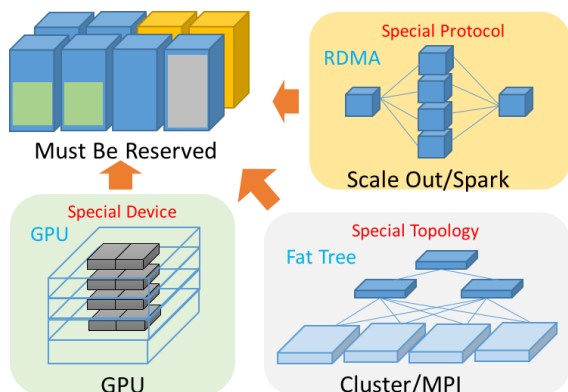 Special Protocol
RDMA
Must Be Reserved
Scale Out/Spark
Special Device
GPU
Special Topology
Fat Tree
GPU
Cluster/MPI